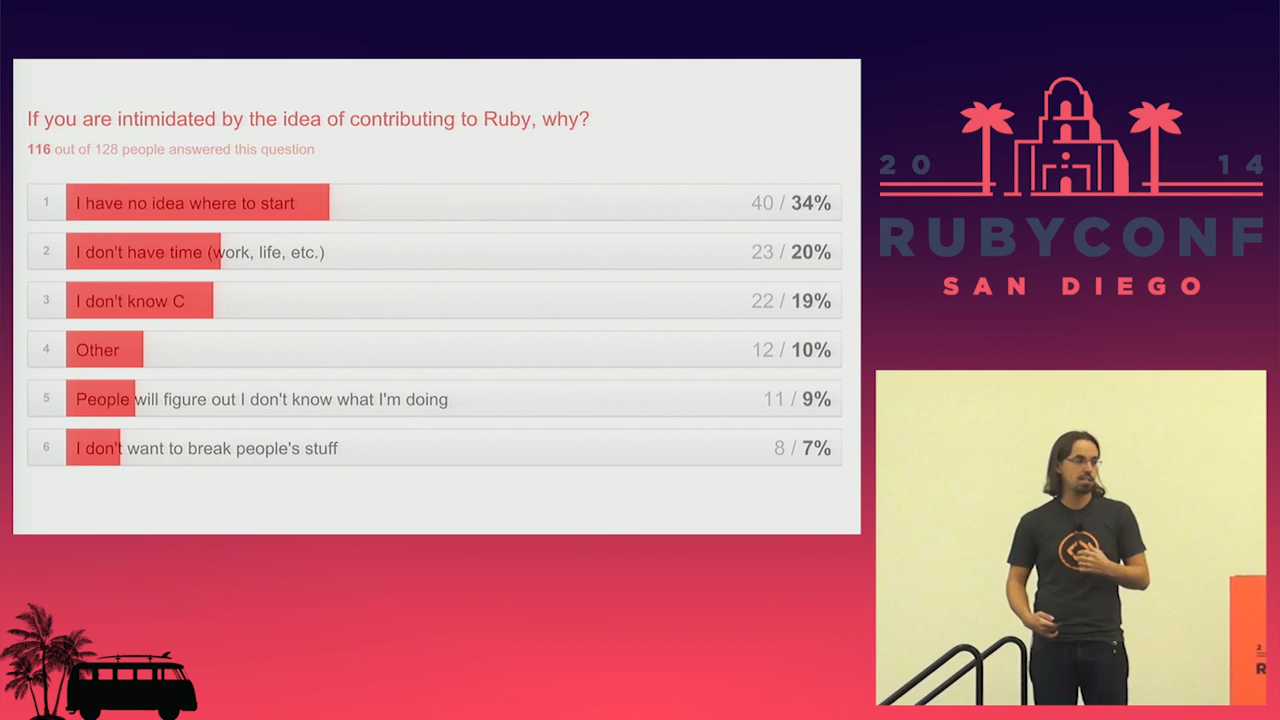 If you are intimidated by the idea of contributing to Ruby, why?
116 out of 128 people answered this question
1 I have no idea where to start 40 / 34%
2 I don't have time (work, life, etc.) 23 / 20%
3 I don't know C 22 / 19%
4 Other 12 / 10%
5 People will figure out I don't know what I'm doing 11 / 9%
6 I don't want to break people's stuff 8 / 7%
20 14
RUBYCONF
SAN DIEGO
2
R